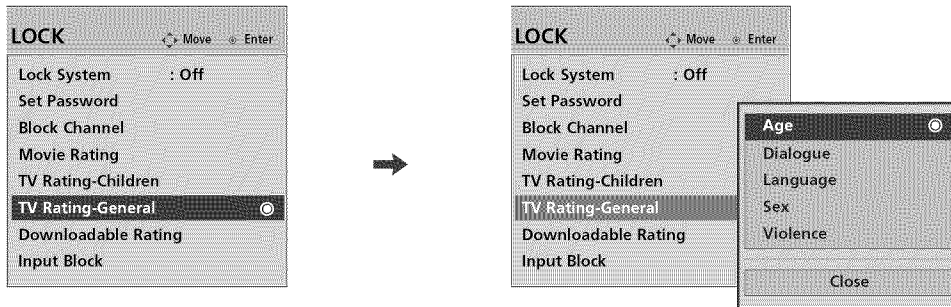 LOCK
Move Enter
Lock System : Off
Set Password
Block Channel
Movie Rating
TV Rating-Children
TV Rating-General
Downloadable Rating
Input Block
LOCK
Move Enter
Lock System : Off
Set Password
Block Channel
Movie Rating
TV Rating-Children
TV Rating-General
Downloadable Rating
Input Block
Age
Dialogue
Language
Sex
Violence
Close